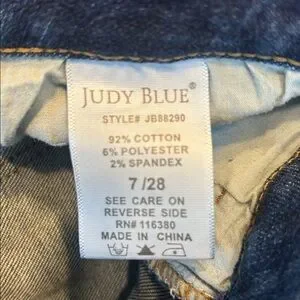 JUDY BLUE®
STYLE# JB88290
92% COTTON
6% POLYESTER
2% SPANDEX
7 / 28
SEE CARE ON
REVERSE SIDE
RN# 116380
MADE IN CHINA